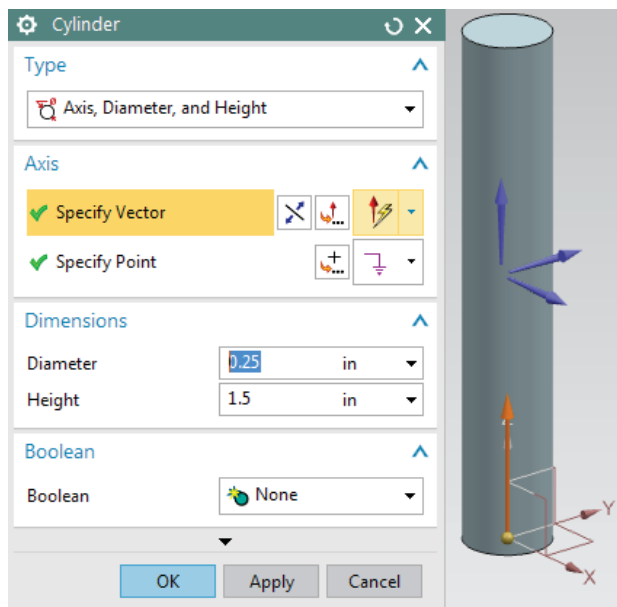 Cylinder
Type
Axis, Diameter, and Height
Axis
Specify Vector
Specify Point
Dimensions
Diameter 0.25 in
Height 1.5 in
Boolean
Boolean None
OK Apply Cancel
Y
X